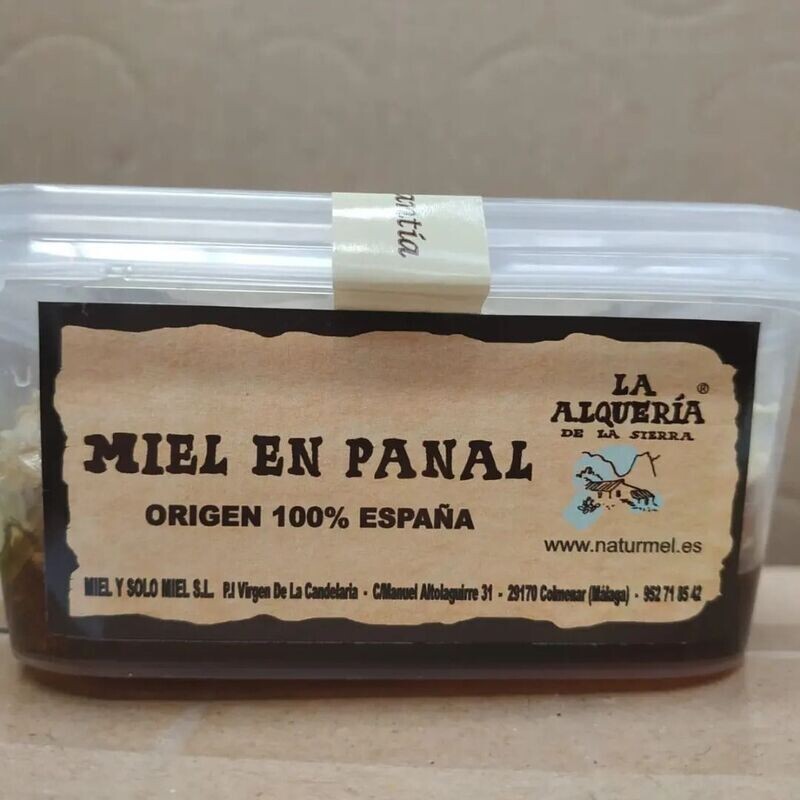 antía
LA
ALQUERÍA ®
DE LA SIERRA
MIEL EN PANAL
ORIGEN 100% ESPAÑA
www.naturmel.es
MIEL Y SOLO MIEL S.L. P.I Virgen De La Candelaria - C/Manuel Altolaguirre 31 - 29170 Colmenar (Málaga) - 952 71 85 42